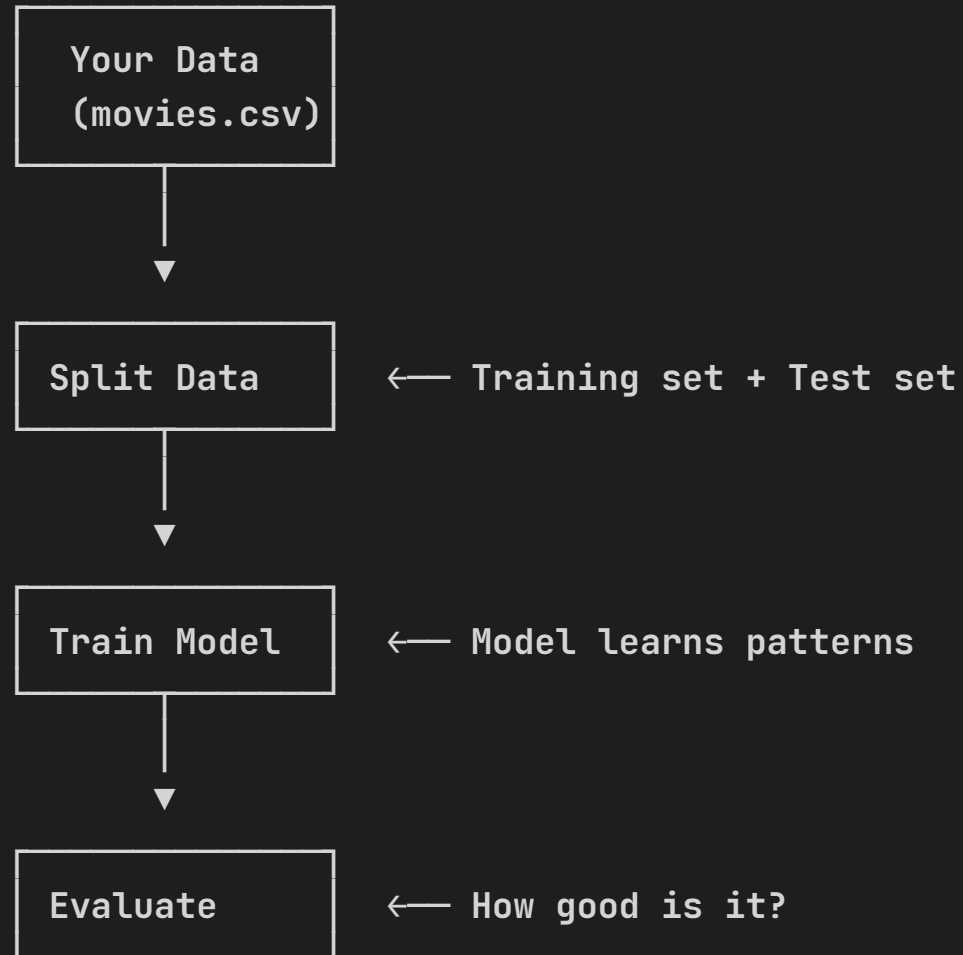 Your Data
(movies.csv)
Split Data ←── Training set + Test set
Train Model ←── Model learns patterns
Evaluate ←── How good is it?